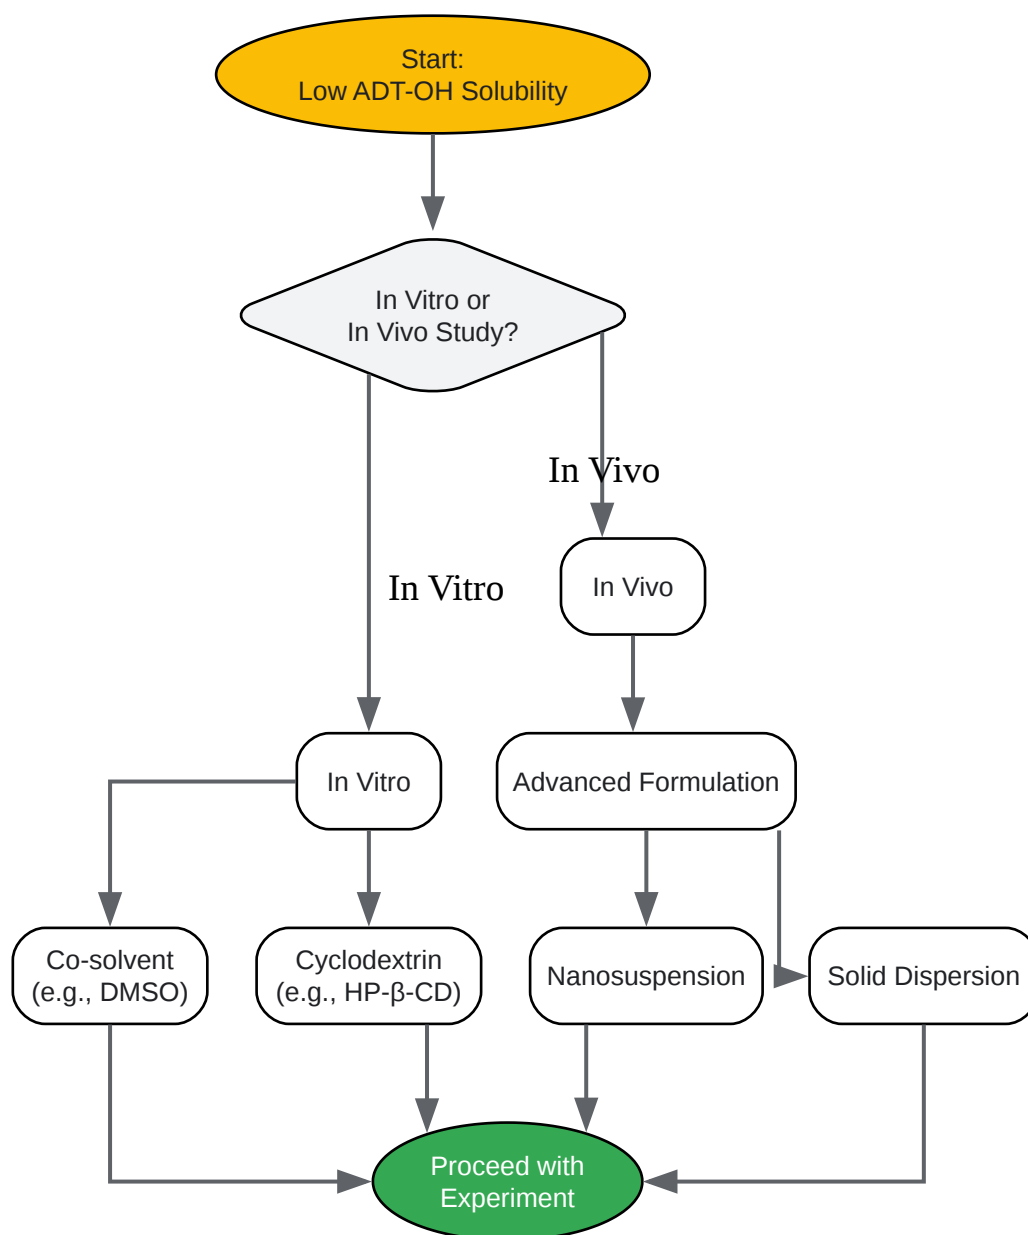 Start:
Low ADT-OH Solubility
In Vitro or
In Vivo Study?
In Vivo
In Vitro
In Vivo
In Vitro
Advanced Formulation
Co-solvent
(e.g., DMSO)
Cyclodextrin
(e.g., HP-β-CD)
Nanosuspension
Solid Dispersion
Proceed with
Experiment